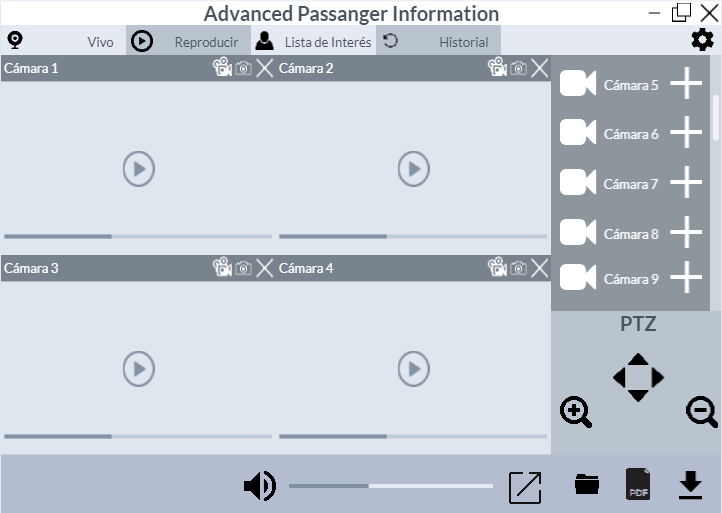 Advanced Passanger Information
Vivo
Reproducir
Lista de Interés
Historial
Cámara 1
Cámara 2
Cámara 5
Cámara 6
Cámara 7
Cámara 8
Cámara 3
Cámara 4
Cámara 9
PTZ
PDF